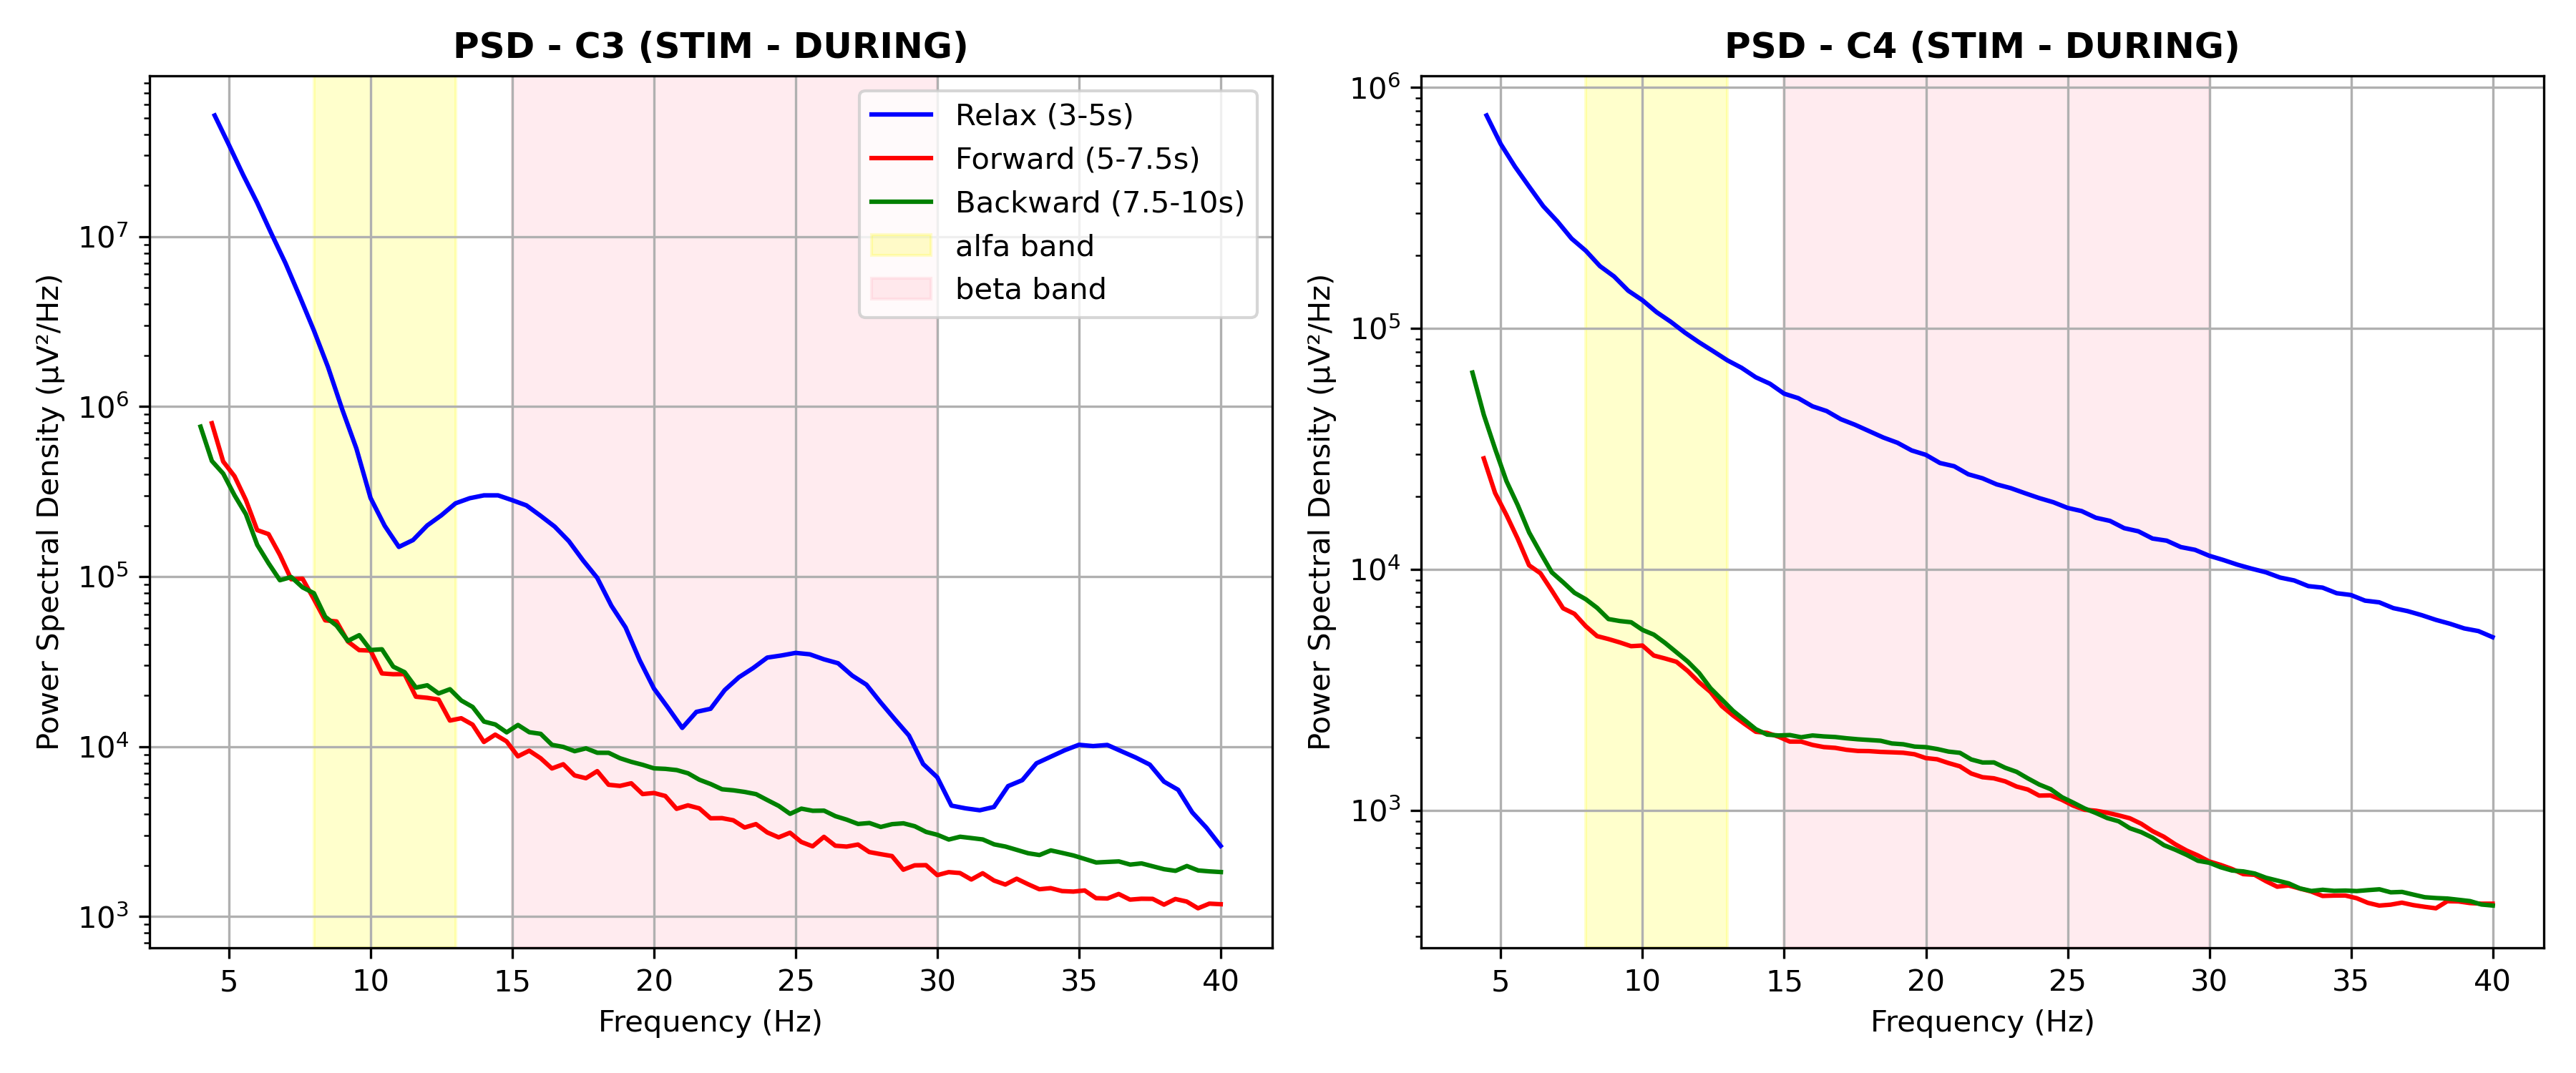 PSD - C3 (STIM - DURING)
Power Spectral Density (µV²/Hz)
10⁷
10⁶
10⁵
10⁴
10³
5 10 15 20 25 30 35 40
Frequency (Hz)
Relax (3-5s)
Forward (5-7.5s)
Backward (7.5-10s)
alfa band
beta band
PSD - C4 (STIM - DURING)
Power Spectral Density (µV²/Hz)
10⁶
10⁵
10⁴
10³
5 10 15 20 25 30 35 40
Frequency (Hz)